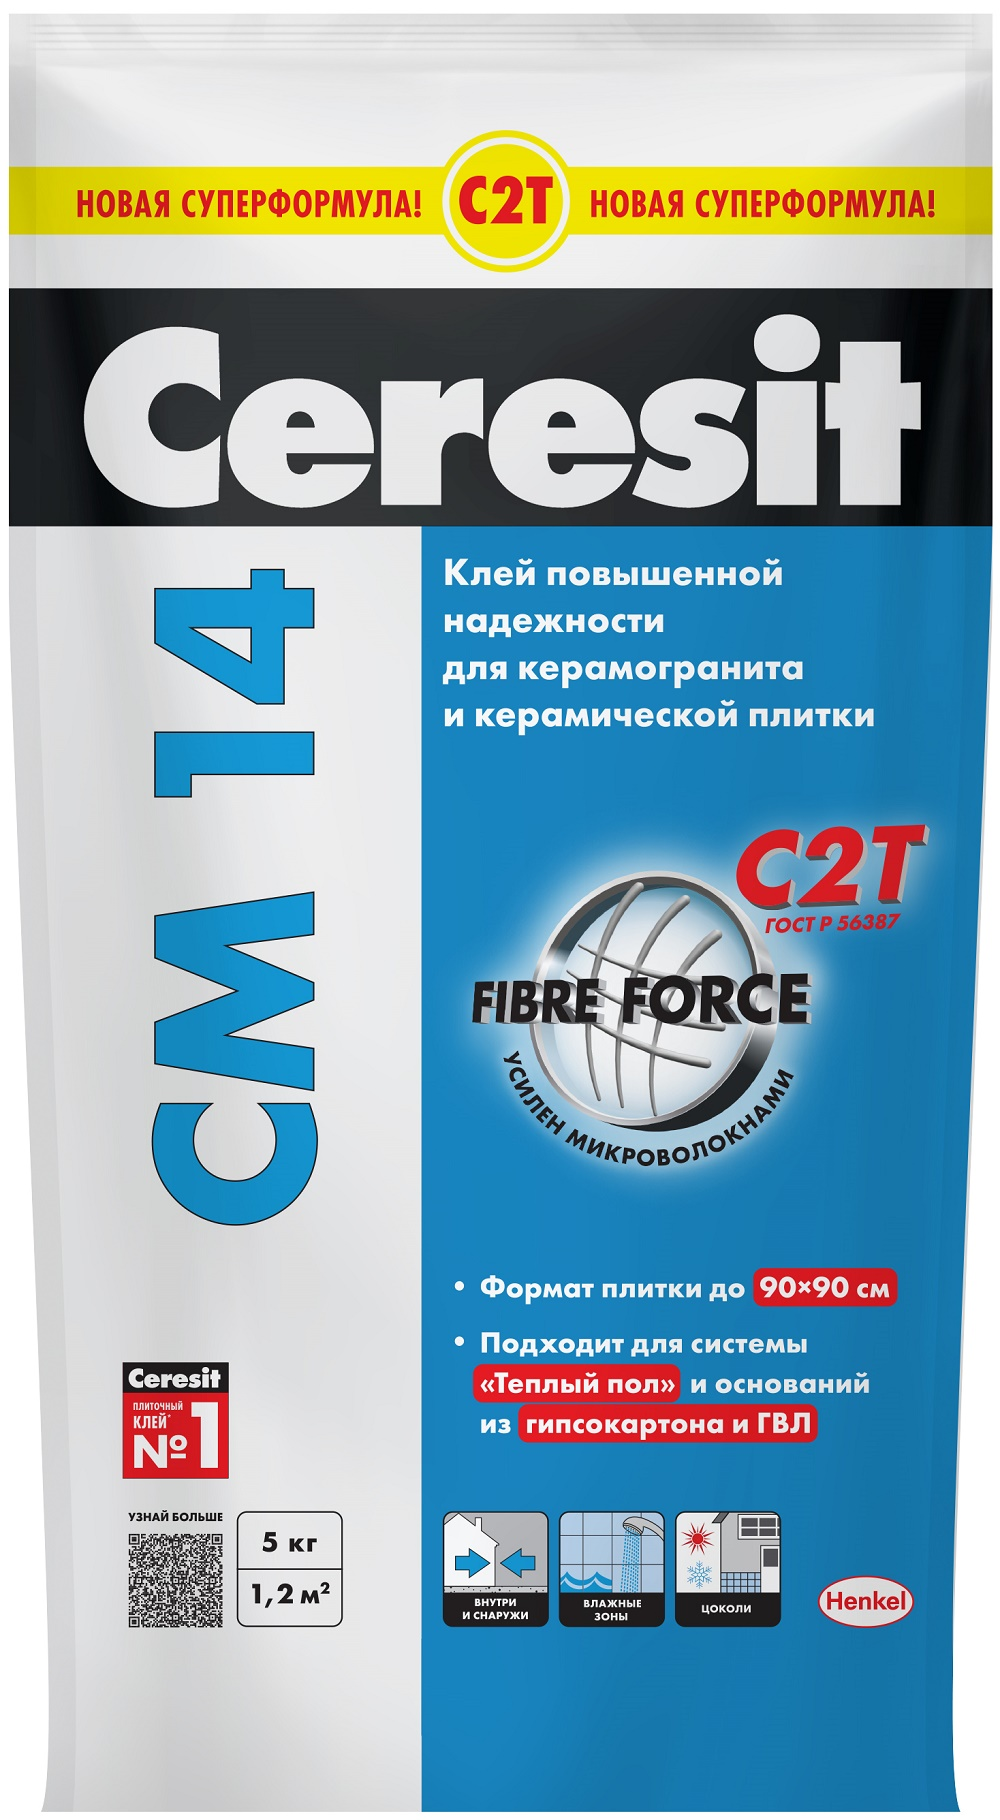 НОВАЯ СУПЕРФОРМУЛА! C2T НОВАЯ СУПЕРФОРМУЛА!
Ceresit
CM 14
Клей повышенной
надежности
для керамогранита
и керамической плитки
C2T
ГОСТ Р 56387
FIBRE FORCE
УСИЛЕН МИКРОВОЛОКНАМИ
• Формат плитки до 90×90 см
• Подходит для системы
«Теплый пол» и оснований
из гипсокартона и ГВЛ
Ceresit
ПЛИТОЧНЫЙ
КЛЕЙ*
№1
УЗНАЙ БОЛЬШЕ
5 кг
1,2 м²
ВНУТРИ
И СНАРУЖИ
ВЛАЖНЫЕ
ЗОНЫ
ЦОКОЛИ
Henkel